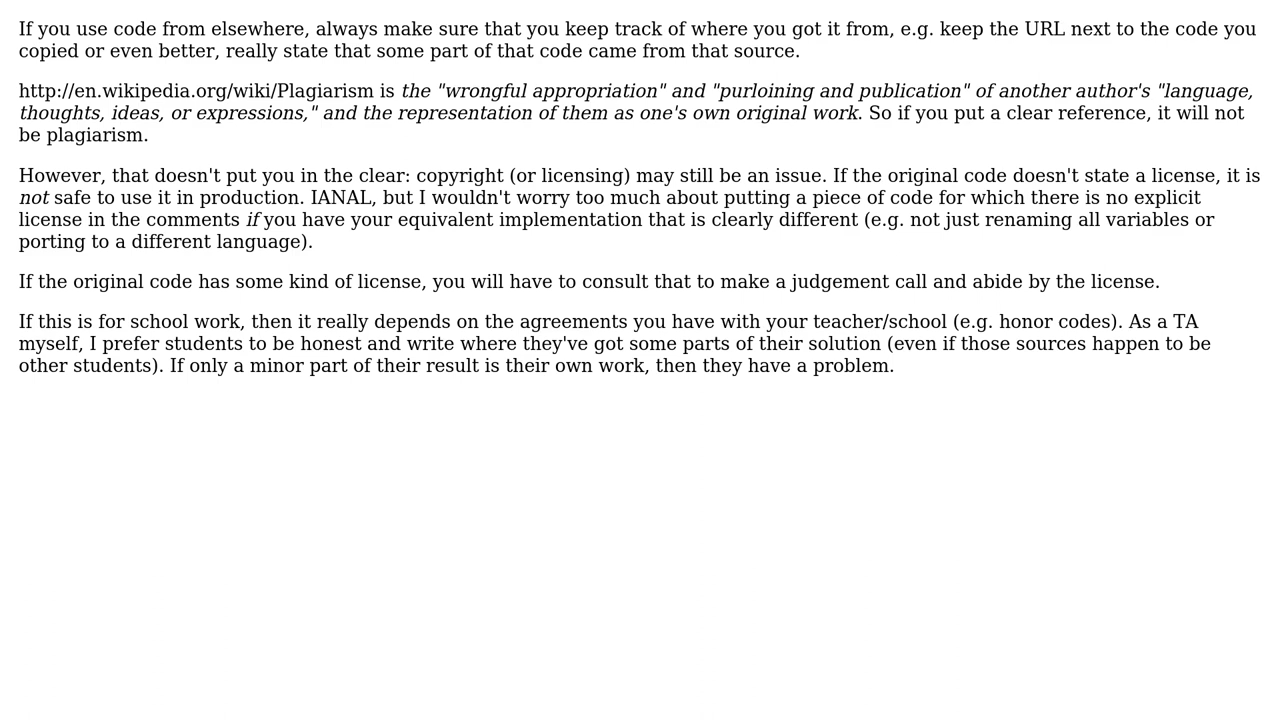 If you use code from elsewhere, always make sure that you keep track of where you got it from, e.g. keep the URL next to the code you
copied or even better, really state that some part of that code came from that source.
http://en.wikipedia.org/wiki/Plagiarism is the "wrongful appropriation" and "purloining and publication" of another author's "language,
thoughts, ideas, or expressions," and the representation of them as one's own original work. So if you put a clear reference, it will not
be plagiarism.
However, that doesn't put you in the clear: copyright (or licensing) may still be an issue. If the original code doesn't state a license, it is
not safe to use it in production. IANAL, but I wouldn't worry too much about putting a piece of code for which there is no explicit
license in the comments if you have your equivalent implementation that is clearly different (e.g. not just renaming all variables or
porting to a different language).
If the original code has some kind of license, you will have to consult that to make a judgement call and abide by the license.
If this is for school work, then it really depends on the agreements you have with your teacher/school (e.g. honor codes). As a TA
myself, I prefer students to be honest and write where they've got some parts of their solution (even if those sources happen to be
other students). If only a minor part of their result is their own work, then they have a problem.